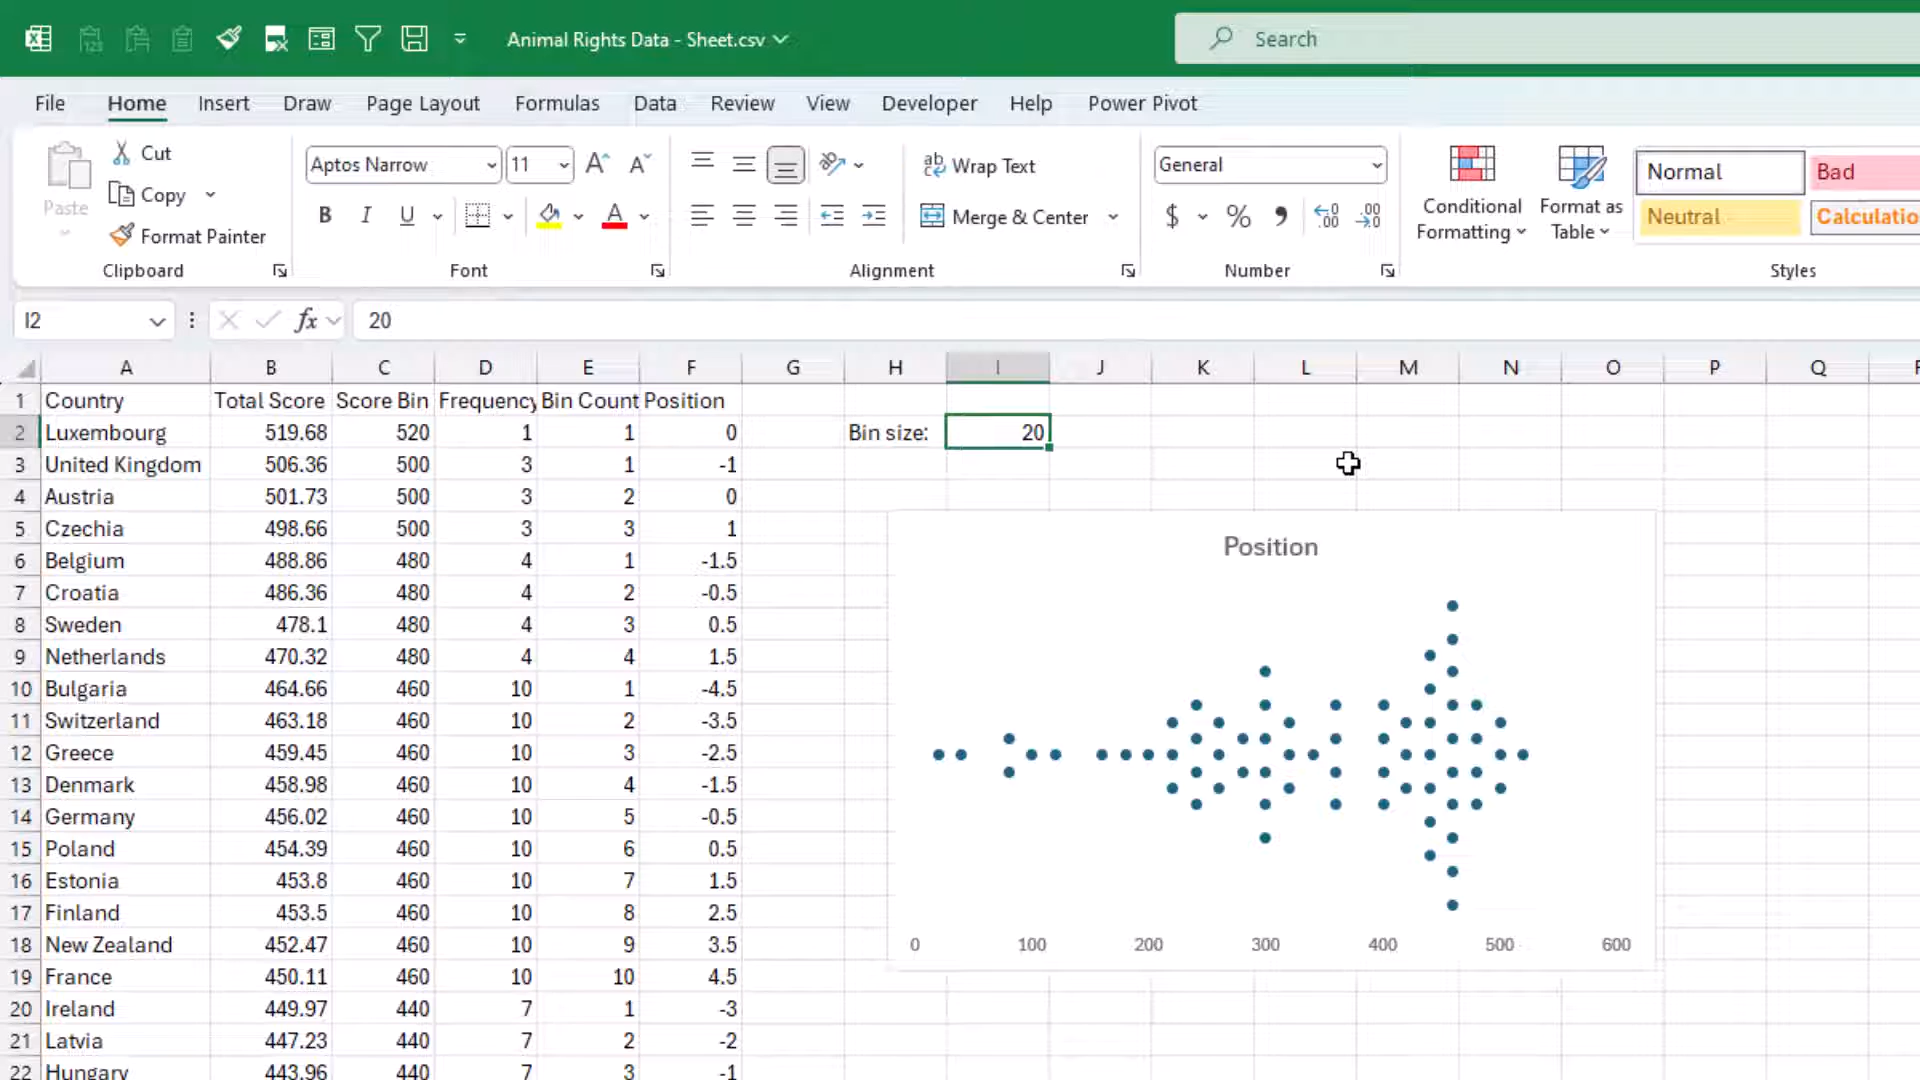 Animal Rights Data - Sheet.csv
Search
File Home Insert Draw Page Layout Formulas Data Review View Developer Help Power Pivot
Paste
Cut
Copy
Format Painter
Clipboard
Aptos Narrow 11
B I U
Font
Wrap Text
Merge & Center
Alignment
General
$ % 9
Number
Conditional Formatting
Format as Table
Normal Bad
Neutral Calculatio
Styles
I2 fx 20
A B C D E F G H I J K L M N O P Q
1 Country Total Score Score Bin Frequency Bin Count Position
2 Luxembourg 519.68 520 1 1 0 Bin size: 20
3 United Kingdom 506.36 500 3 1 -1
4 Austria 501.73 500 3 2 0
5 Czechia 498.66 500 3 3 1
6 Belgium 488.86 480 4 1 -1.5
7 Croatia 486.36 480 4 2 -0.5
8 Sweden 478.1 480 4 3 0.5
9 Netherlands 470.32 480 4 4 1.5
10 Bulgaria 464.66 460 10 1 -4.5
11 Switzerland 463.18 460 10 2 -3.5
12 Greece 459.45 460 10 3 -2.5
13 Denmark 458.98 460 10 4 -1.5
14 Germany 456.02 460 10 5 -0.5
15 Poland 454.39 460 10 6 0.5
16 Estonia 453.8 460 10 7 1.5
17 Finland 453.5 460 10 8 2.5
18 New Zealand 452.47 460 10 9 3.5
19 France 450.11 460 10 10 4.5
20 Ireland 449.97 440 7 1 -3
21 Latvia 447.23 440 7 2 -2
22 Hungary 443.96 440 7 3 -1
Position
0 100 200 300 400 500 600